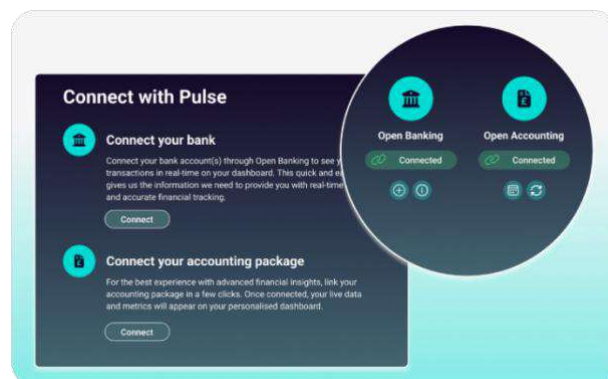 Connect with Pulse
Connect your bank
Connect your bank account(s) through Open Banking to see
transactions in real-time on your dashboard. This quick and
gives us the information we need to provide you with real-time
and accurate financial tracking.
Connect
Connect your accounting package
For the best experience with advanced financial insights, link your
accounting package in a few clicks. Once connected, your live data
and metrics will appear on your personalised dashboard.
Connect
Open Banking
Connected
Open Accounting
Connected